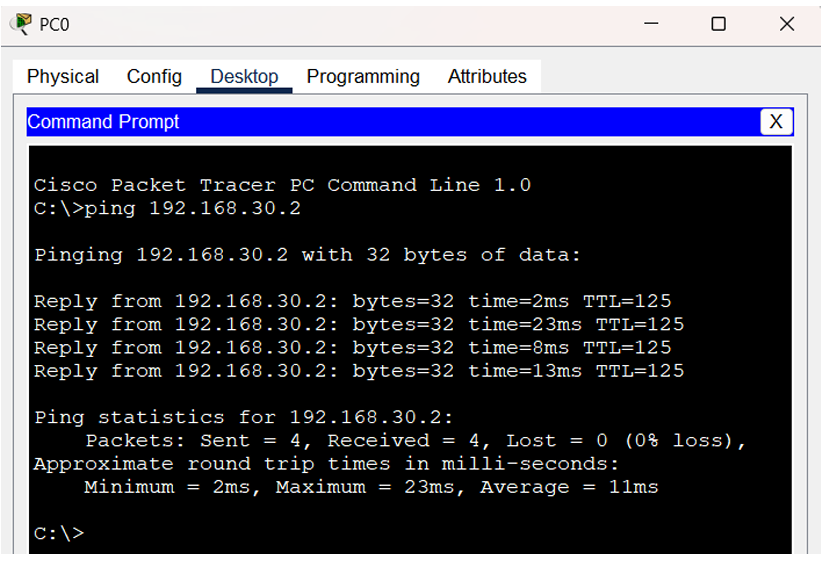 PC0
Physical Config Desktop Programming Attributes
Command Prompt X
Cisco Packet Tracer PC Command Line 1.0
C:\>ping 192.168.30.2
Pinging 192.168.30.2 with 32 bytes of data:
Reply from 192.168.30.2: bytes=32 time=2ms TTL=125
Reply from 192.168.30.2: bytes=32 time=23ms TTL=125
Reply from 192.168.30.2: bytes=32 time=8ms TTL=125
Reply from 192.168.30.2: bytes=32 time=13ms TTL=125
Ping statistics for 192.168.30.2:
    Packets: Sent = 4, Received = 4, Lost = 0 (0% loss),
Approximate round trip times in milli-seconds:
    Minimum = 2ms, Maximum = 23ms, Average = 11ms
C:\>